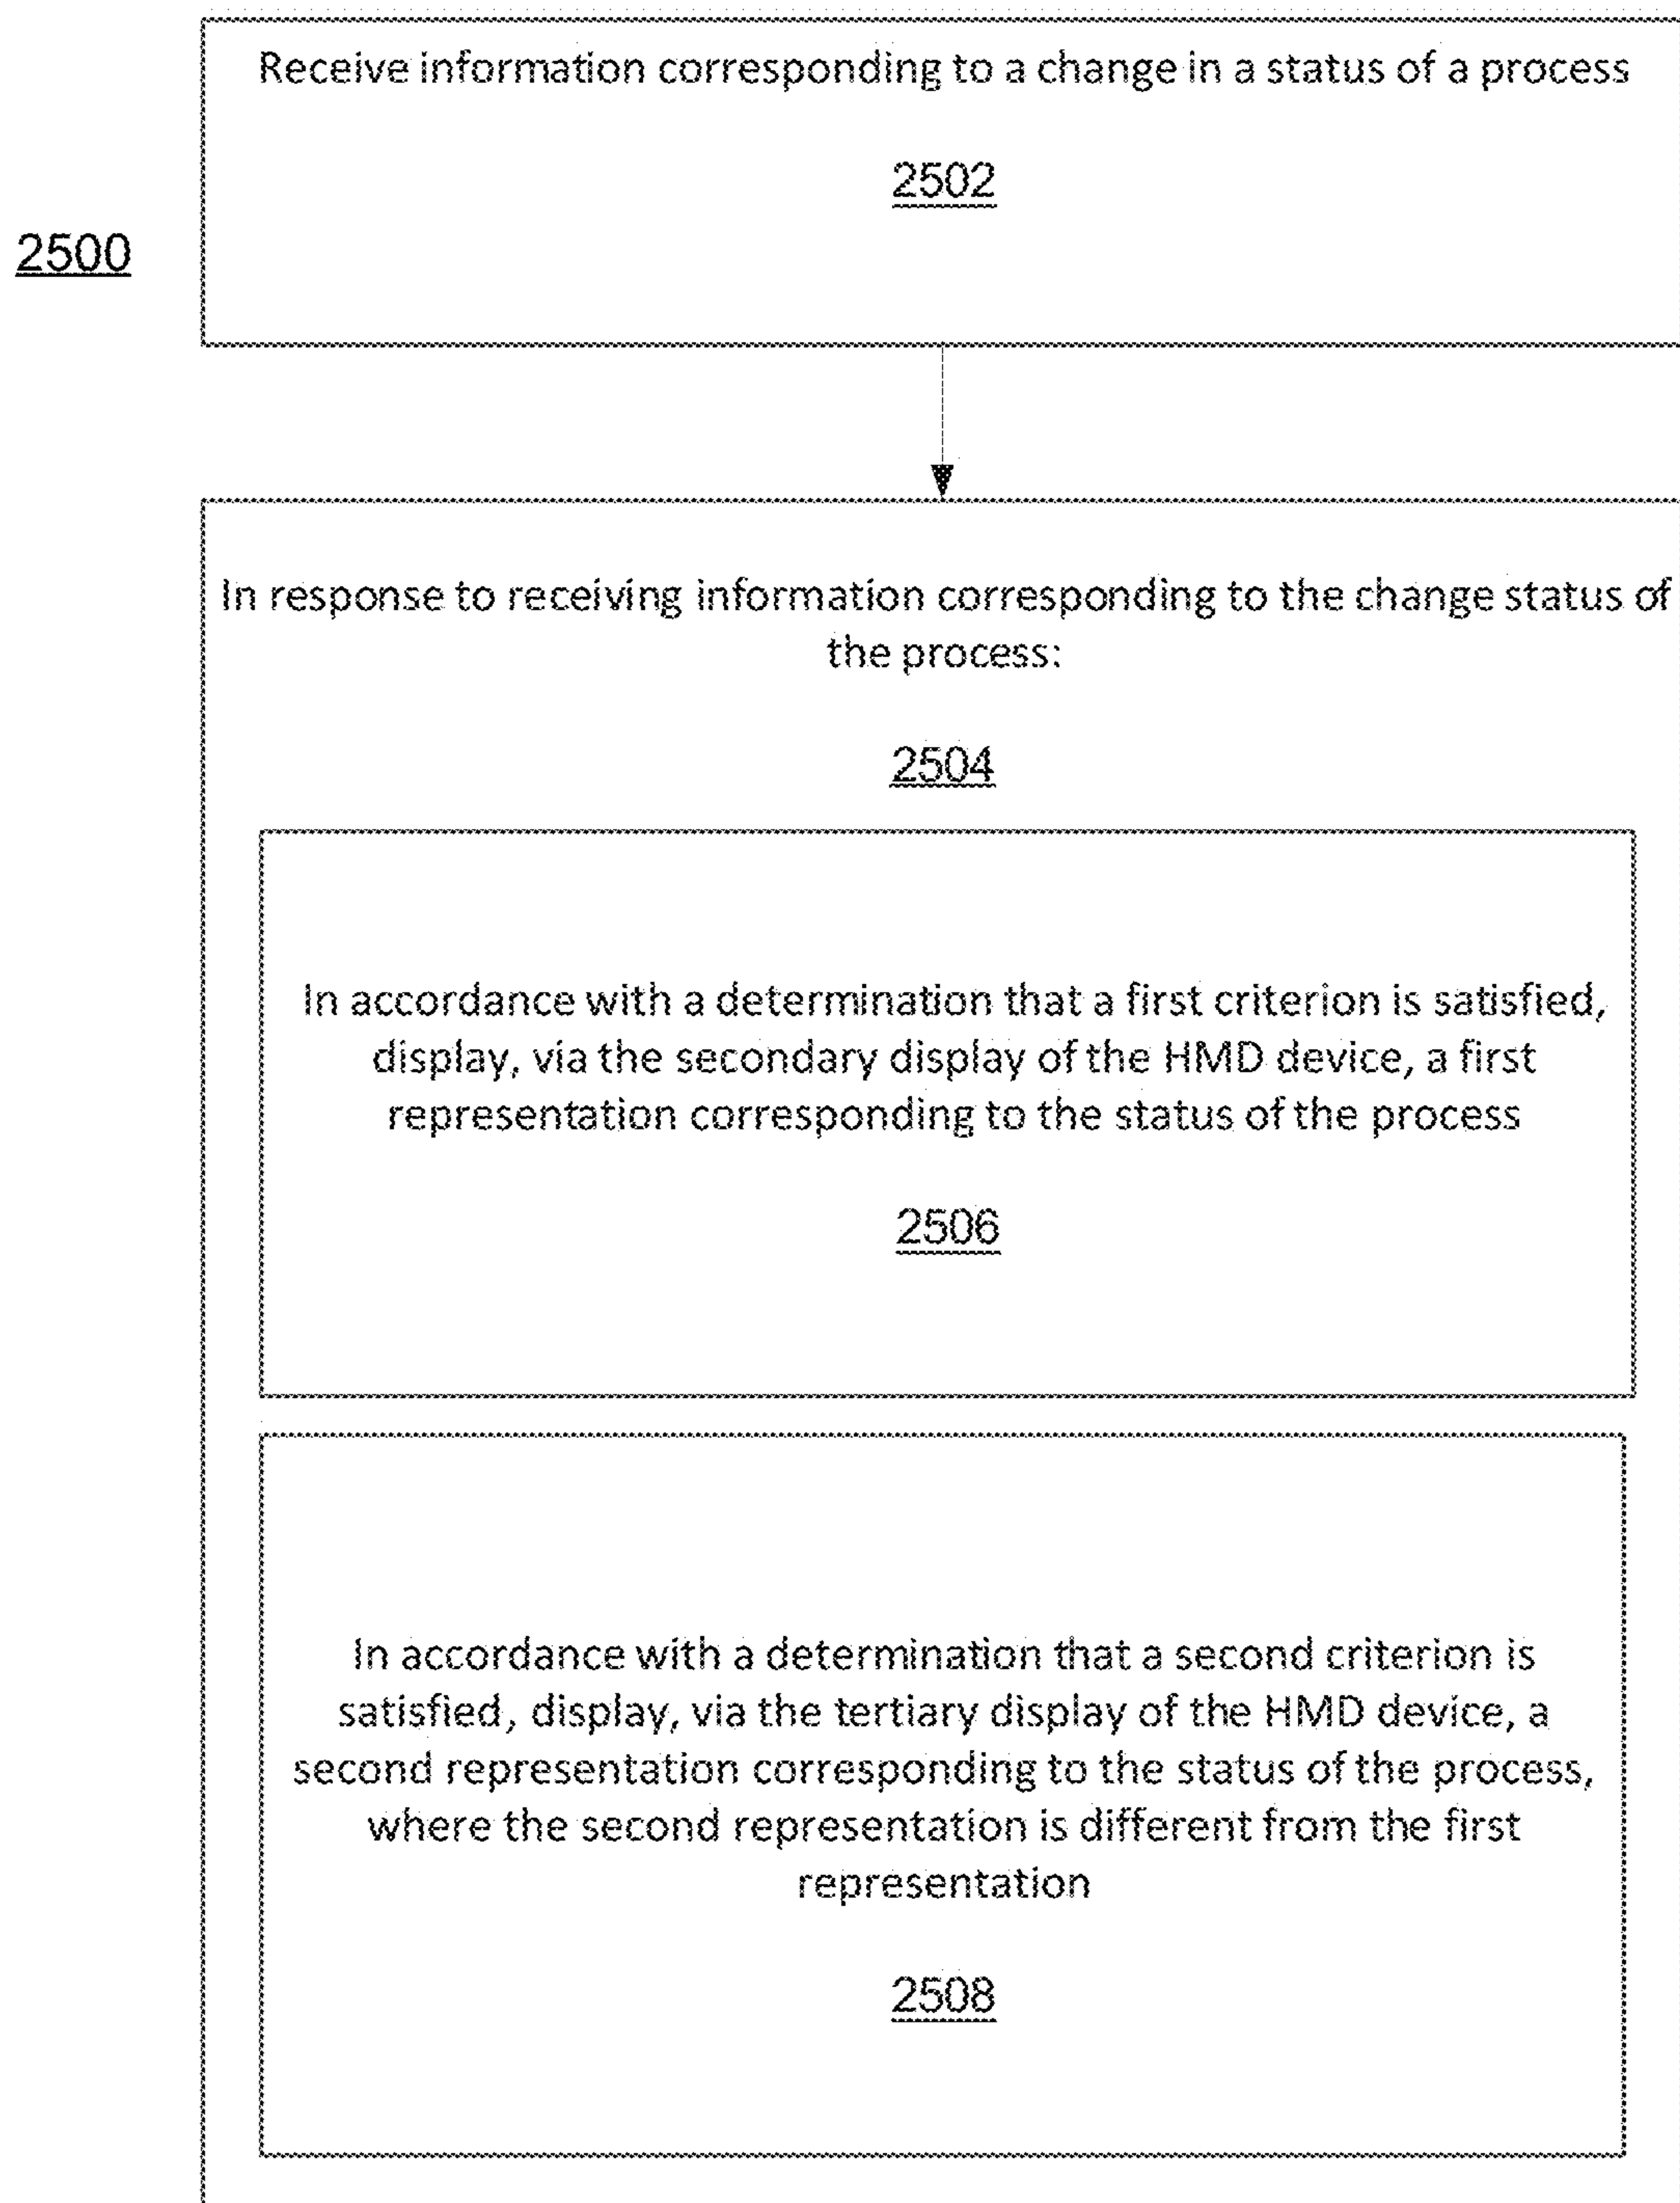 Receive information corresponding to a change in a status of a process
2502
2500
In response to receiving information corresponding to the change status of
the process:
2504
In accordance with a determination that a first criterion is satisfied,
display, via the secondary display of the HMD device, a first
representation corresponding to the status of the process
2506
In accordance with a determination that a second criterion is
satisfied, display, via the tertiary display of the HMD device, a
second representation corresponding to the status of the process,
where the second representation is different from the first
representation
2508